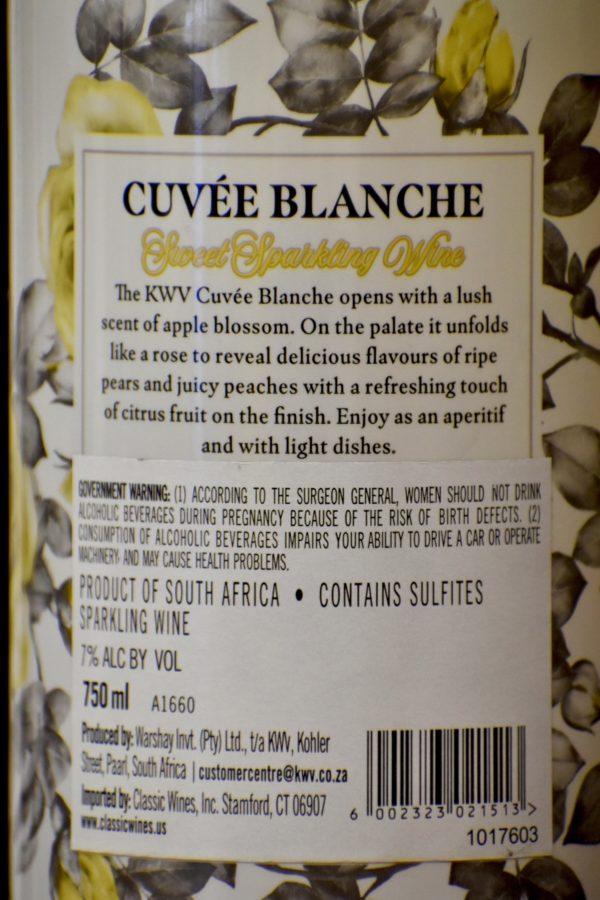 CUVÉE BLANCHE
Sweet Sparkling Wine
The KWV Cuvée Blanche opens with a lush
scent of apple blossom. On the palate it unfolds
like a rose to reveal delicious flavours of ripe
pears and juicy peaches with a refreshing touch
of citrus fruit on the finish. Enjoy as an aperitif
and with light dishes.
GOVERNMENT WARNING: (1) ACCORDING TO THE SURGEON GENERAL, WOMEN SHOULD NOT DRINK
ALCOHOLIC BEVERAGES DURING PREGNANCY BECAUSE OF THE RISK OF BIRTH DEFECTS. (2)
CONSUMPTION OF ALCOHOLIC BEVERAGES IMPAIRS YOUR ABILITY TO DRIVE A CAR OR OPERATE
MACHINERY, AND MAY CAUSE HEALTH PROBLEMS.
PRODUCT OF SOUTH AFRICA • CONTAINS SULFITES
SPARKLING WINE
7% ALC BY VOL
750 ml A1660
Produced by: Warshay Invt. (Pty) Ltd., t/a KWV, Kohler
Street, Paarl, South Africa | customercentre@kwv.co.za
Imported by: Classic Wines, Inc. Stamford, CT 06907
www.classicwines.us
6 002323 021513 >
1017603